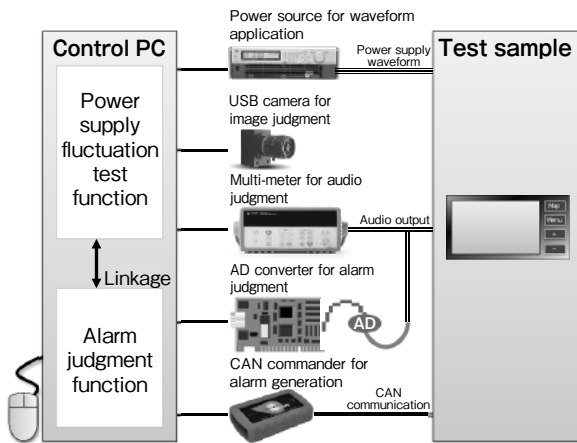 Power source for waveform
application
Control PC
Power supply
waveform
Test sample
Power
supply
fluctuation
test
function
USB camera for
image judgment
Multi-meter for audio
judgment
Audio output
Map
Menu
+
-
Linkage
AD converter for alarm
judgment
AD
Alarm
judgment
function
CAN commander for
alarm generation
CAN
communication